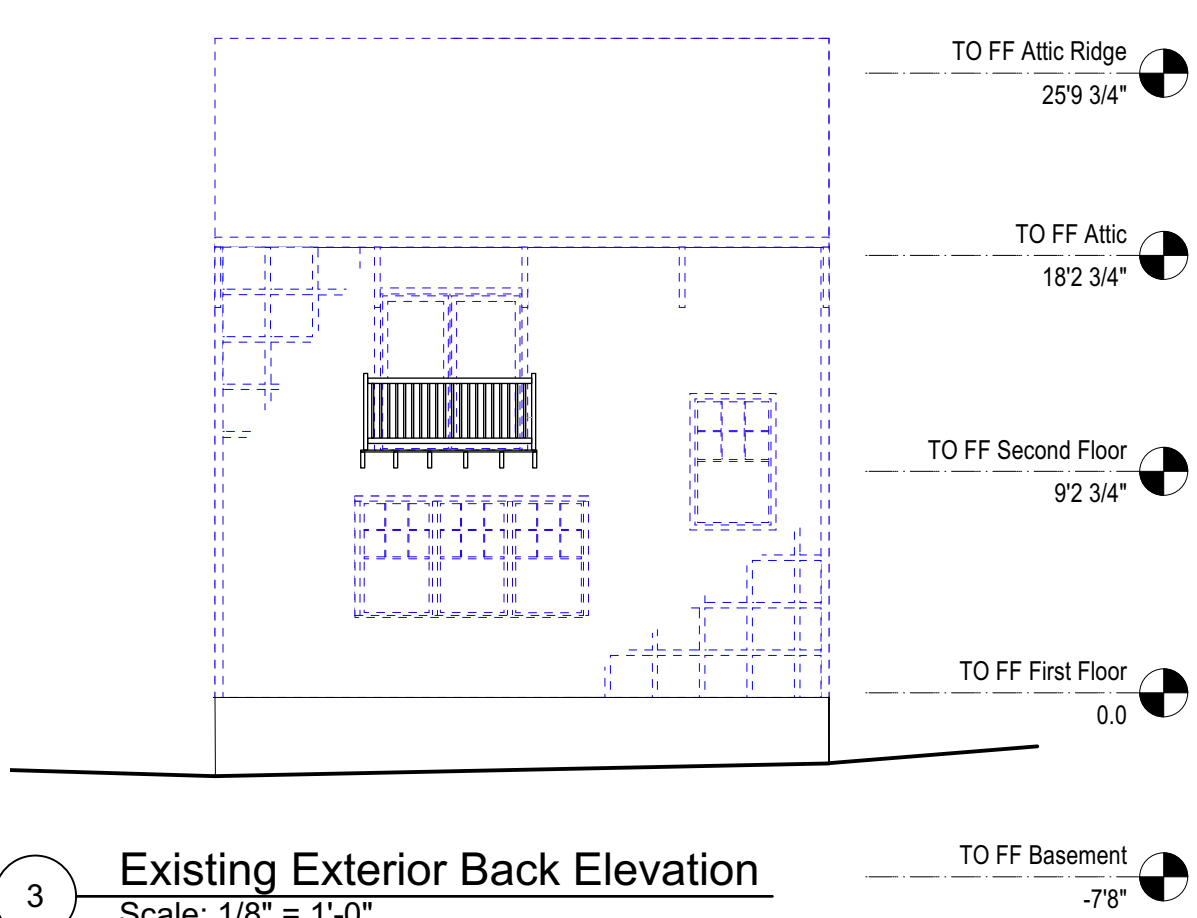 TO FF Attic Ridge
25'9 3/4"
TO FF Attic
18'2 3/4"
TO FF Second Floor
9'2 3/4"
TO FF First Floor
0.0
TO FF Basement
-7'8"
3
Existing Exterior Back Elevation
Scale: 1/8" = 1'-0"